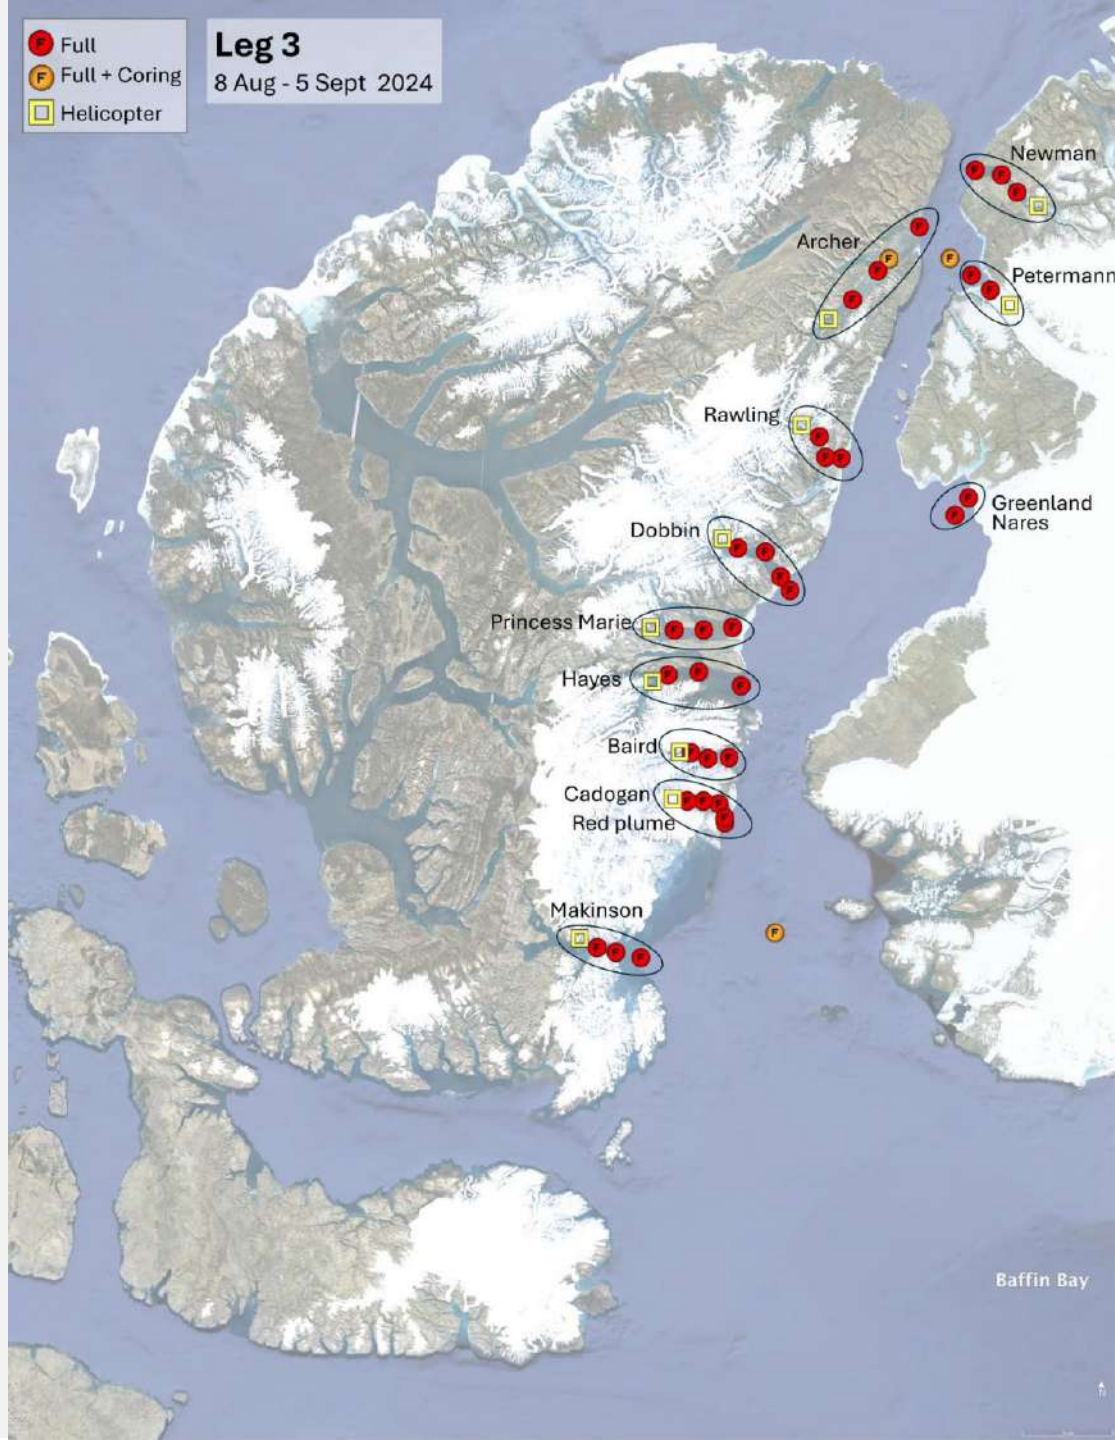 Full
Full + Coring
Helicopter
Leg 3
8 Aug - 5 Sept 2024
Newman
F F F
Archer
F F F F
F
Petermann
F F
Rawling
F F F
Greenland
Nares
F F
Dobbin
F F F F
Princess Marie
F F F
Hayes
F F F
Baird
F F F
Cadogan
Red plume
F F F F F
Makinson
F F F
F
Baffin Bay
N